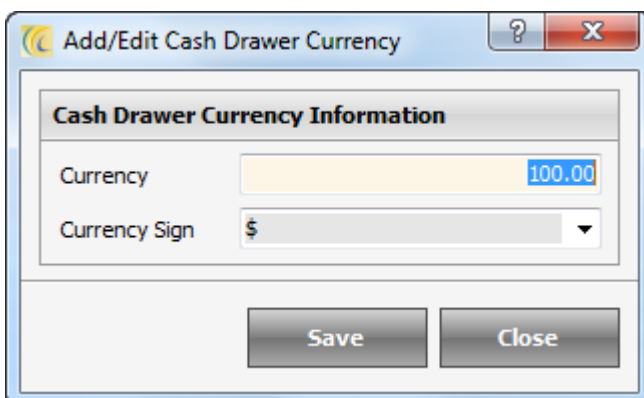 Add/Edit Cash Drawer Currency
Cash Drawer Currency Information
Currency 100.00
Currency Sign $
Save Close